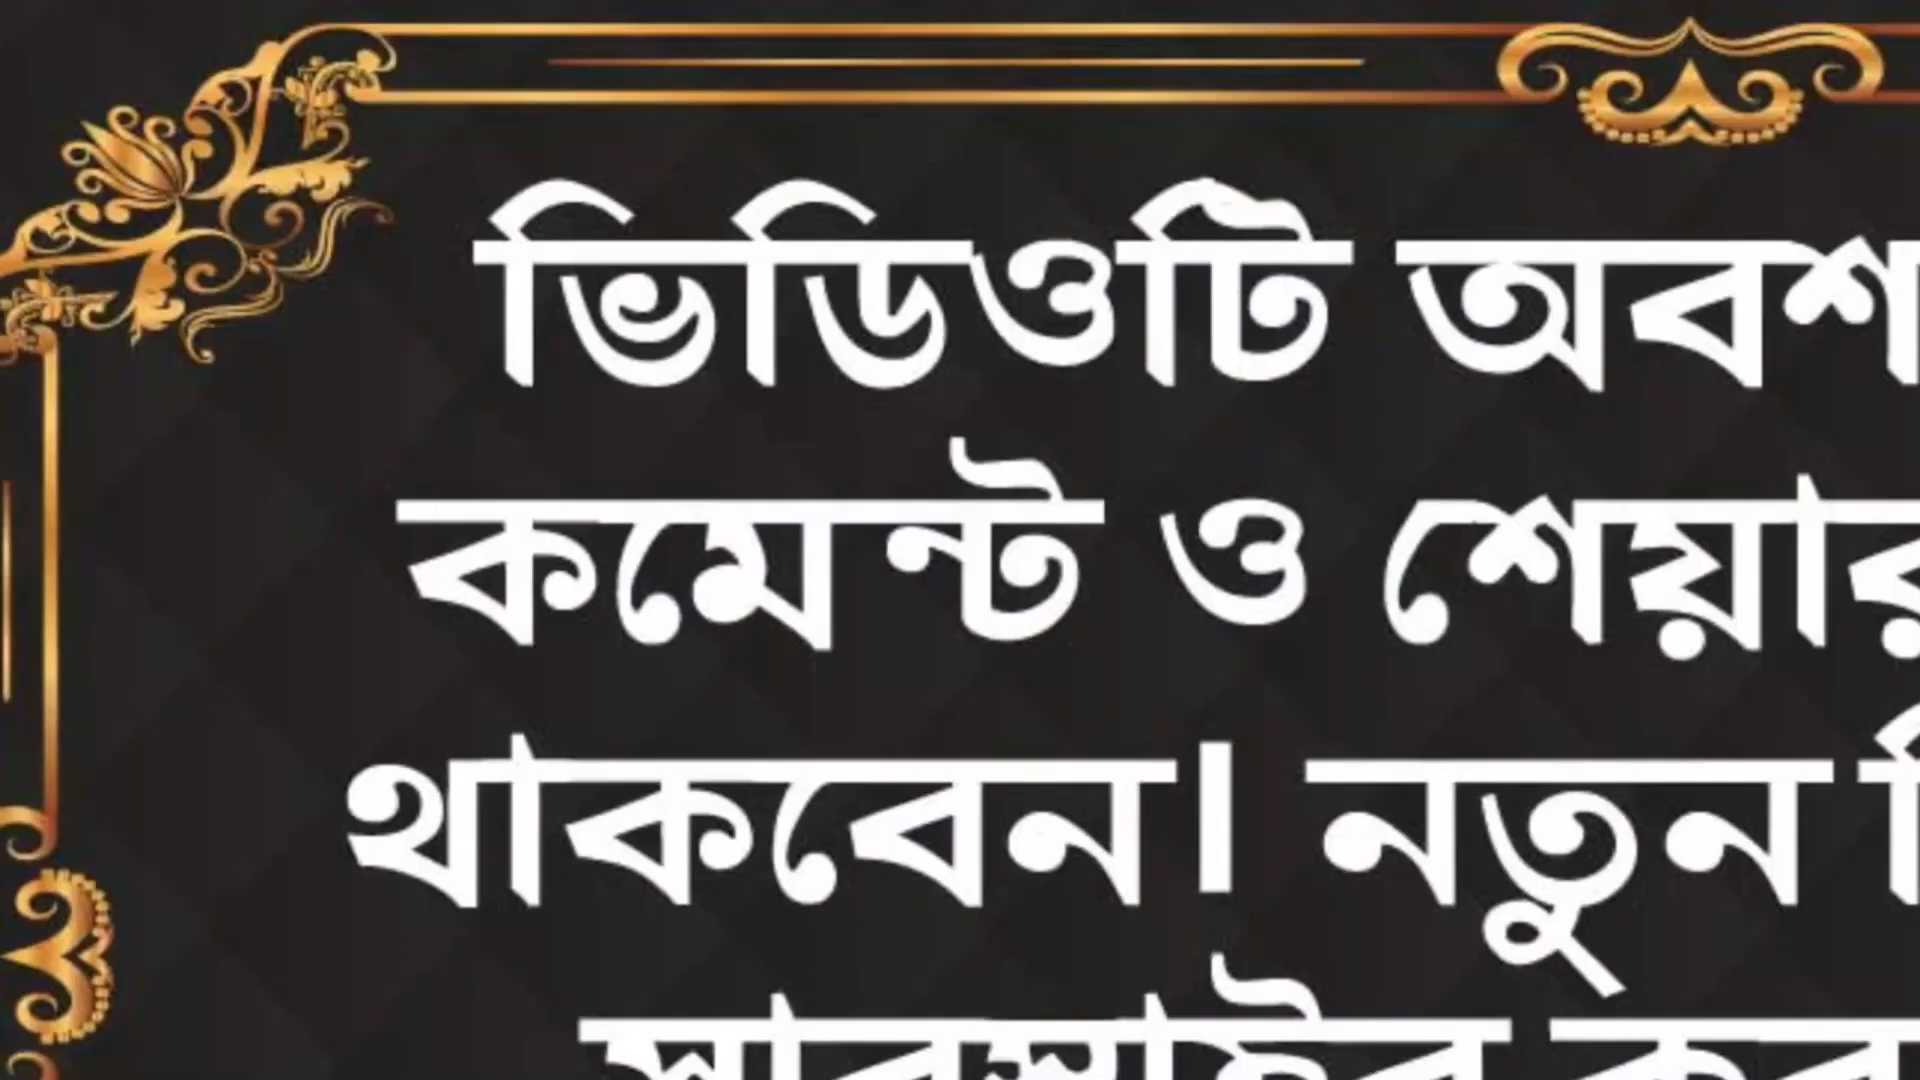 ভিডিওটি অবশ
কমেন্ট ও শেয়ার
থাকবেন। নতুন